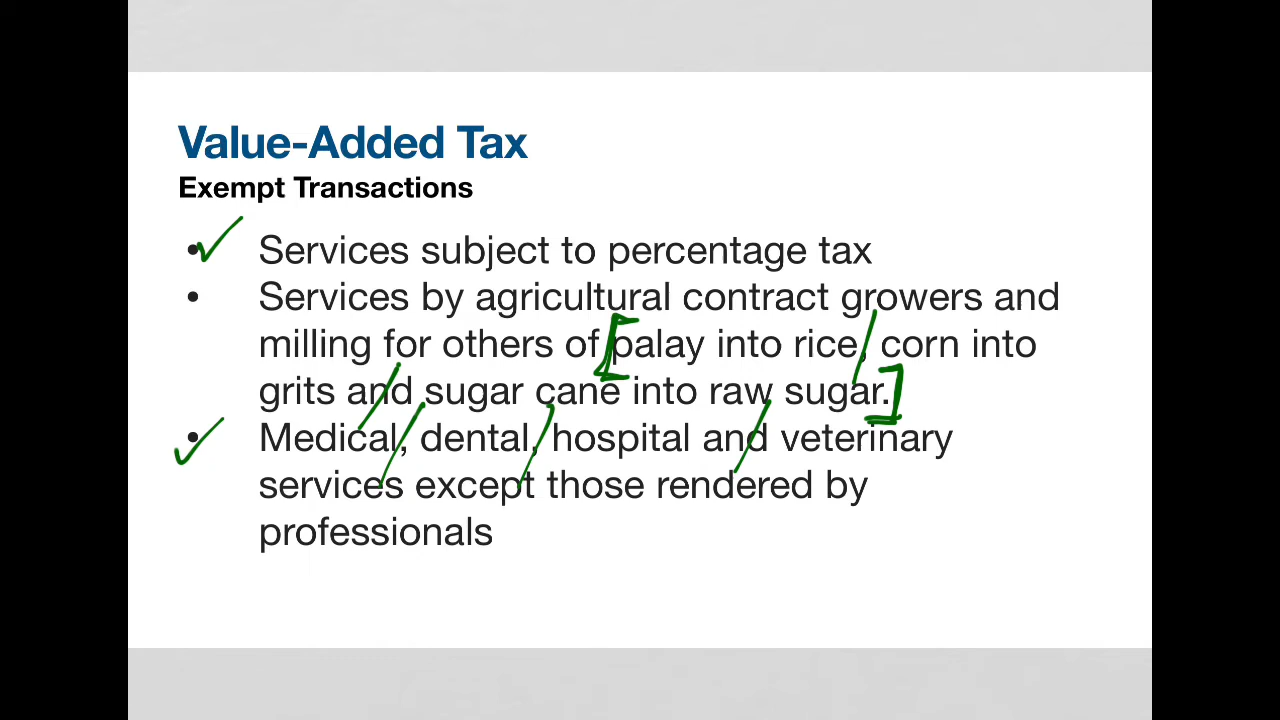 Value-Added Tax
Exempt Transactions
• Services subject to percentage tax
• Services by agricultural contract growers and
milling for others of [palay into rice, corn into
grits and sugar cane into raw sugar.]
• Medical, dental, hospital and veterinary
services except those rendered by
professionals